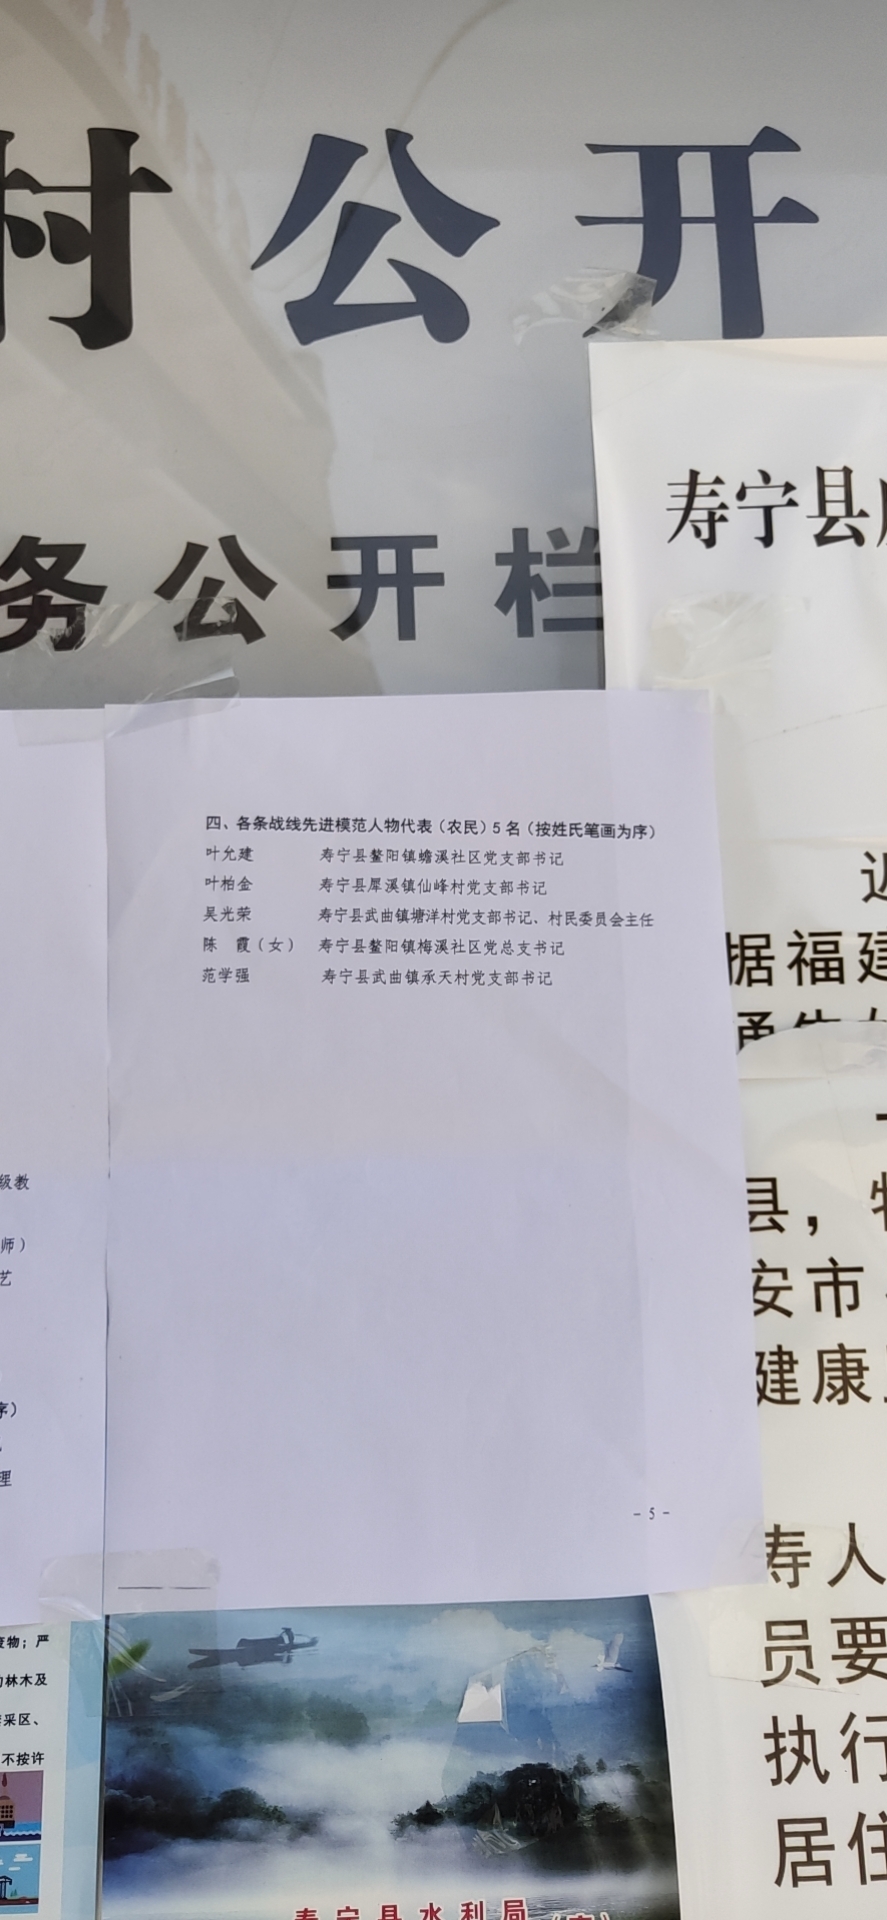 村公开
务公开栏
寿宁县
四、各条战线先进模范人物代表（农民）5名（按姓氏笔画为序）
叶允建 寿宁县鳌阳镇蟾溪社区党支部书记
叶柏金 寿宁县犀溪镇仙峰村党支部书记
吴光荣 寿宁县武曲镇塘洋村党支部书记、村民委员会主任
陈 霞（女） 寿宁县鳌阳镇梅溪社区党总支书记
范学强 寿宁县武曲镇承天村党支部书记
- 5 -
级教
师）
艺
序）
理
据福建
县，
安市
健康
寿人
员要
执行
居住
废物；严
林木及
采区、
不按许
寿宁县水利局